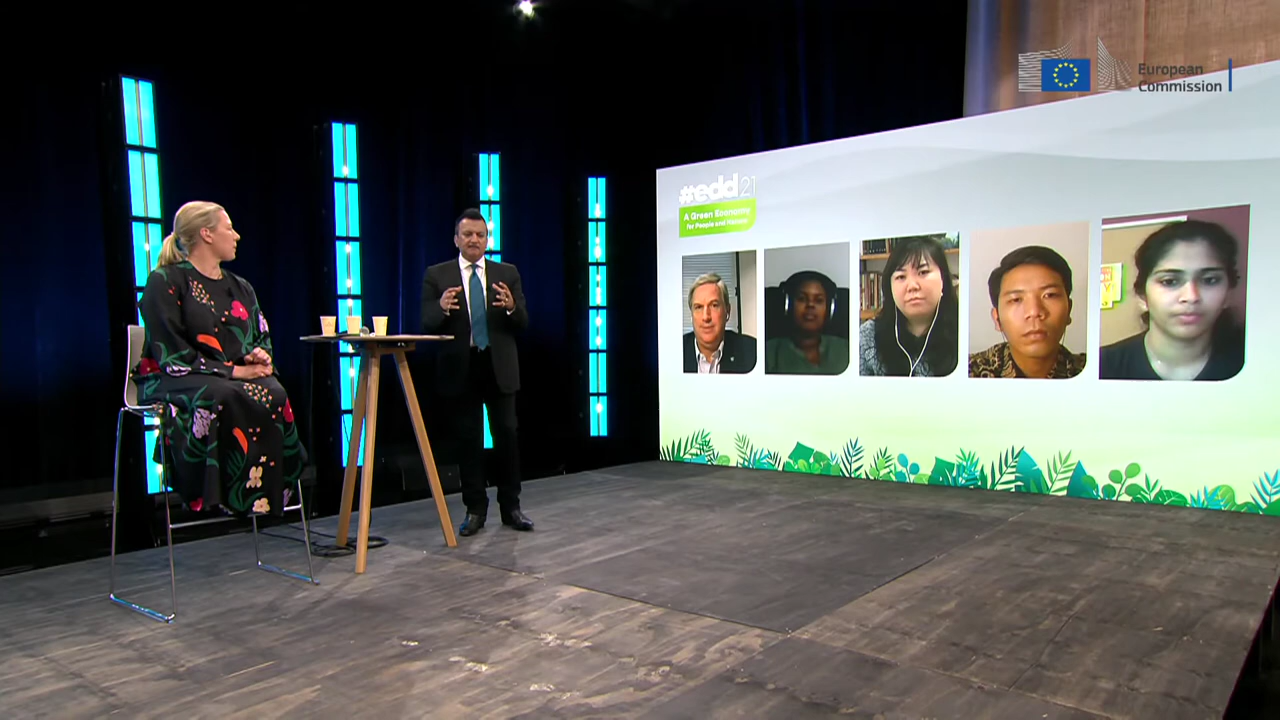 European
Commission
#edd21
A Green Economy
for People and Nature